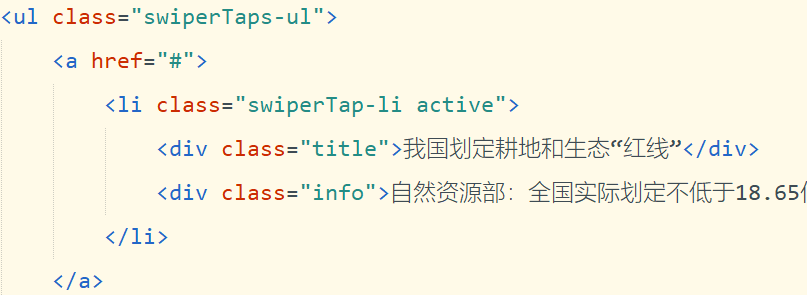 <ul class="swiperTaps-ul">
<a href="#">
<li class="swiperTap-li active">
<div class="title">我国划定耕地和生态“红线”</div>
<div class="info">自然资源部：全国实际划定不低于18.65
</li>
</a>